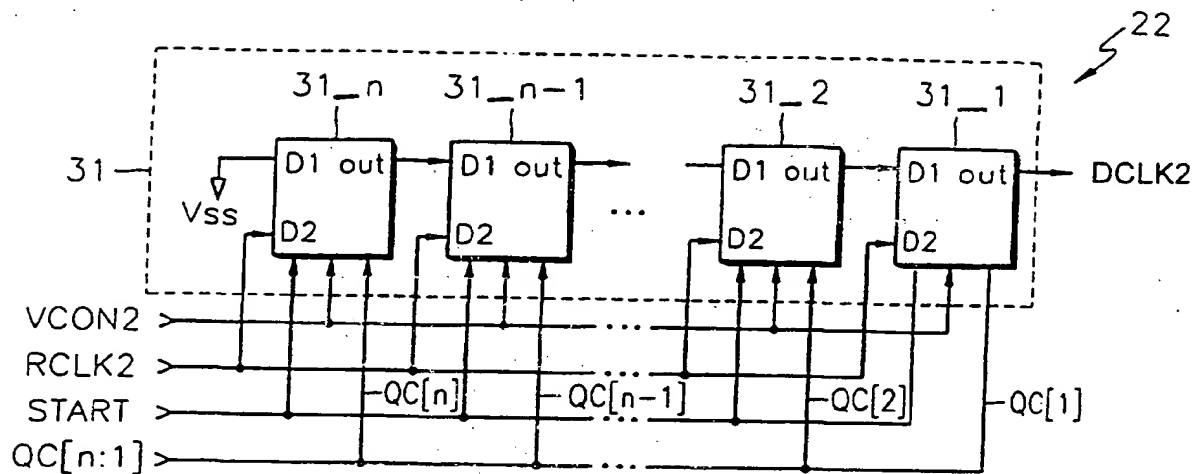 22
31_n
31_n-1
31_2
31_1
D1 out
D1 out
D1 out
D1 out
31
DCLK2
VSS
...
D2
D2
D2
D2
VCON2
...
RCLK2
...
QC[n]
QC[n-1]
QC[2]
QC[1]
START
...
QC[n:1]
...